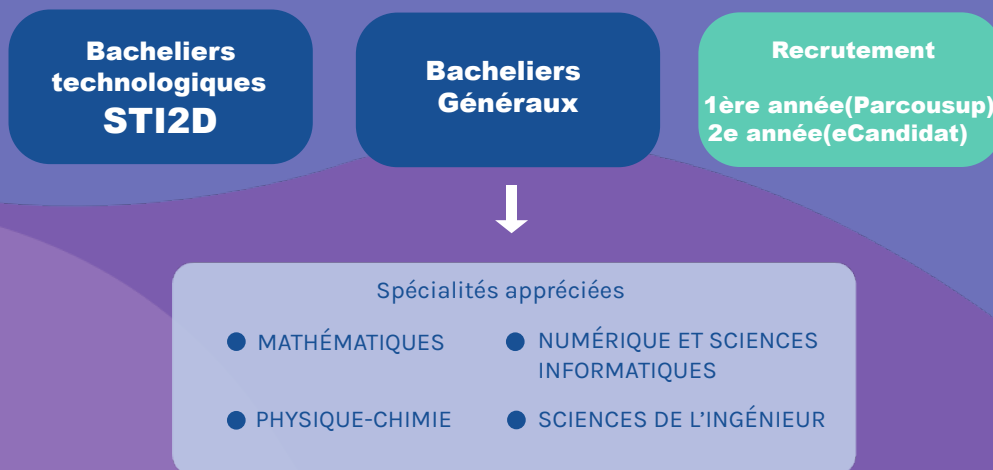 Bacheliers
technologiques
STI2D
Bacheliers
Généraux
Recrutement
1ère année(Parcousup)
2e année(eCandidat)
Spécialités appréciées
MATHÉMATIQUES
NUMÉRIQUE ET SCIENCES
INFORMATIQUES
PHYSIQUE-CHIMIE
SCIENCES DE L'INGÉNIEUR